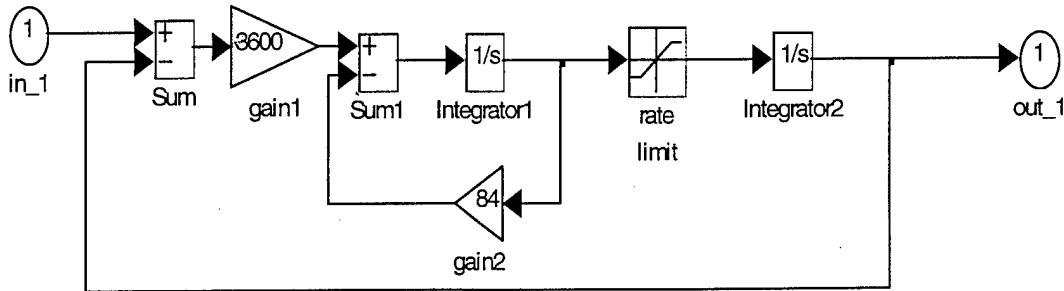 1
in_1
+
−
Sum
3600
gain1
+
−
Sum1
1/s
Integrator1
rate
limit
1/s
Integrator2
1
out_1
84
gain2